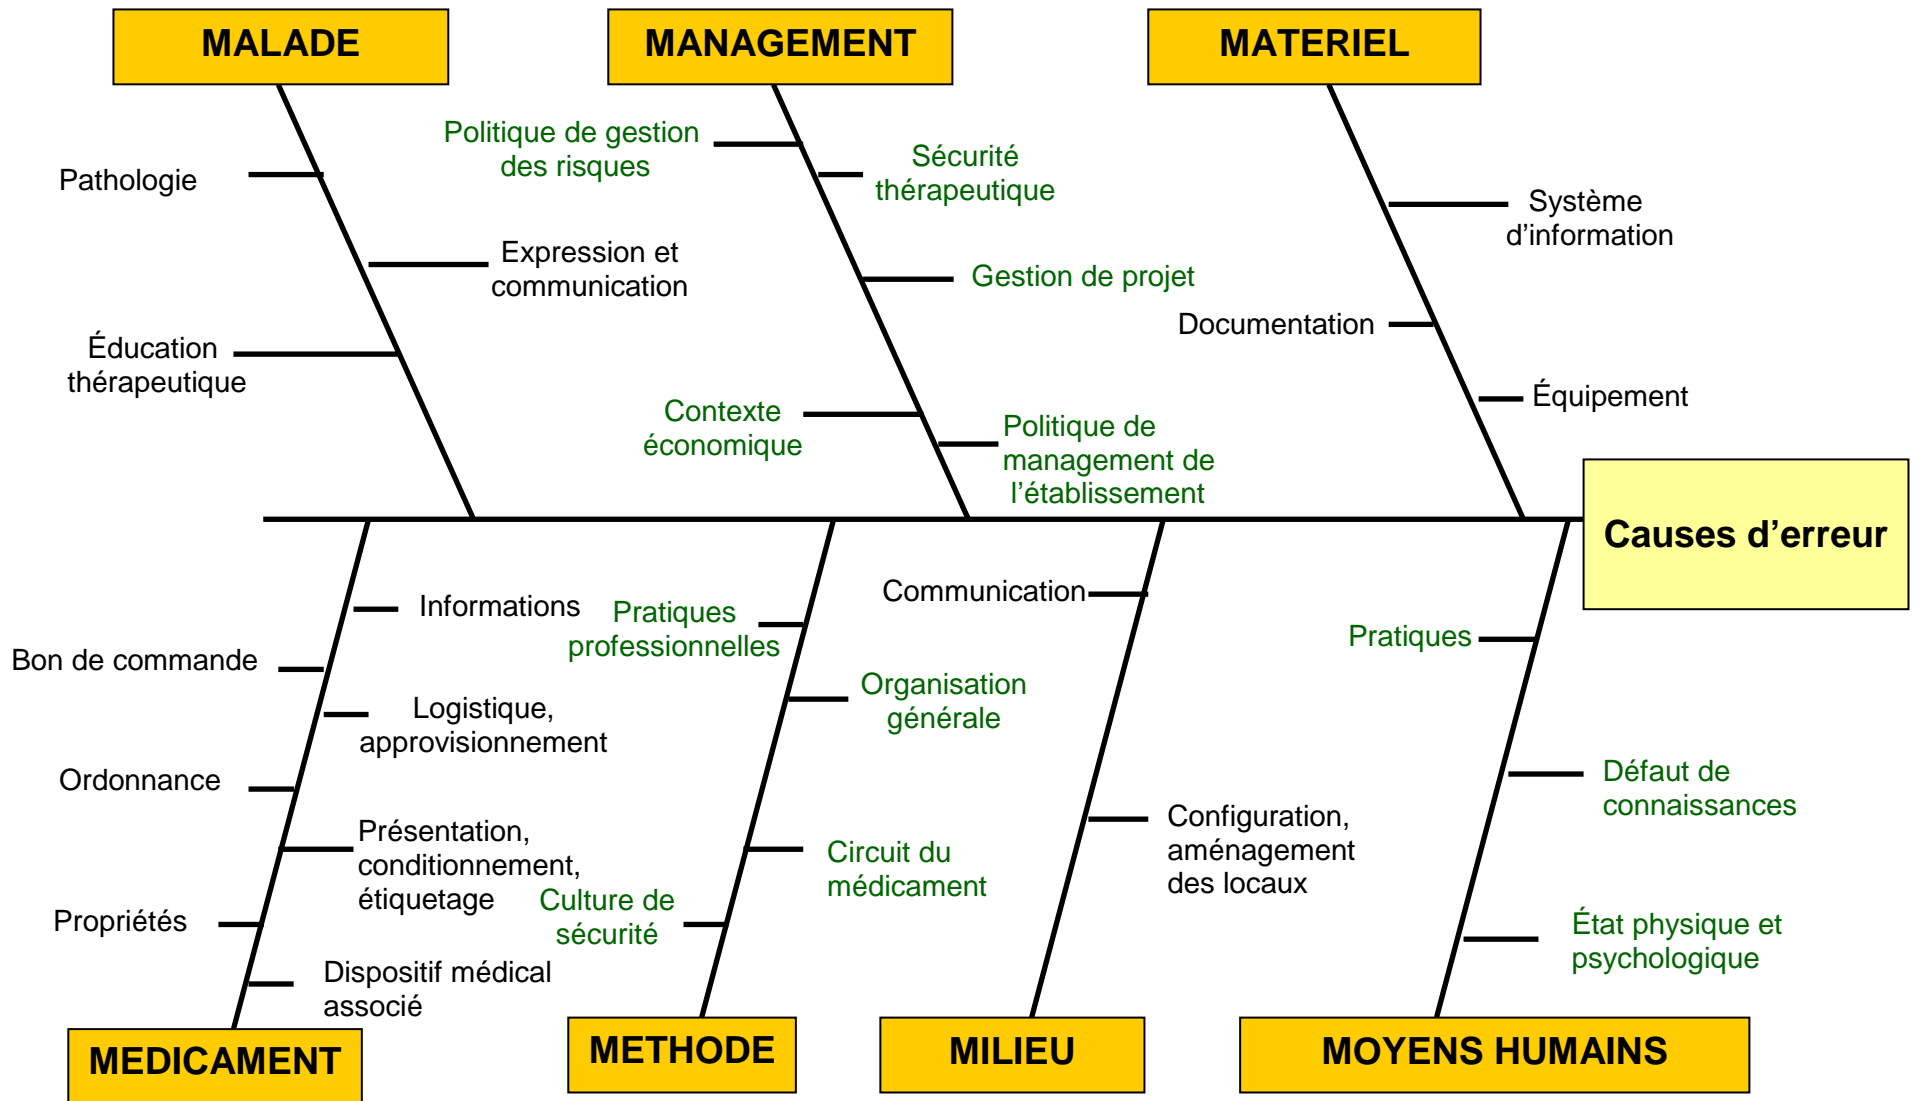 MALADE
MANAGEMENT
MATERIEL
Politique de gestion
des risques
Sécurité
thérapeutique
Pathologie
Système
d’information
Expression et
communication
Gestion de projet
Documentation
Éducation
thérapeutique
Équipement
Contexte
économique
Politique de
management de
l’établissement
Causes d’erreur
Informations
Pratiques
professionnelles
Communication
Pratiques
Bon de commande
Organisation
générale
Logistique,
approvisionnement
Ordonnance
Défaut de
connaissances
Présentation,
conditionnement,
étiquetage
Circuit du
médicament
Configuration,
aménagement
des locaux
Propriétés
Culture de
sécurité
État physique et
psychologique
Dispositif médical
associé
MEDICAMENT
METHODE
MILIEU
MOYENS HUMAINS